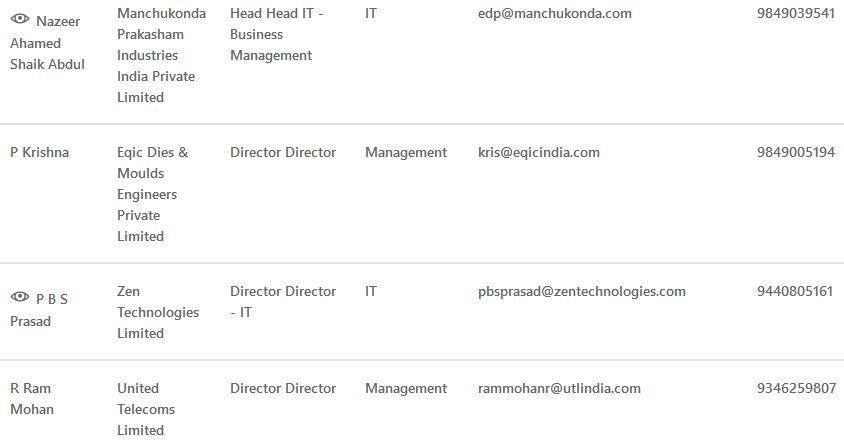 Nazeer Ahamed Shaik Abdul Manchukonda Prakasham Industries India Private Limited Head Head IT - Business Management IT edp@manchukonda.com 9849039541
P Krishna Eqic Dies & Moulds Engineers Private Limited Director Director Management kris@eqicindia.com 9849005194
P B S Prasad Zen Technologies Limited Director Director - IT IT pbsprasad@zentechnologies.com 9440805161
R Ram Mohan United Telecoms Limited Director Director Management rammohanr@utlindia.com 9346259807